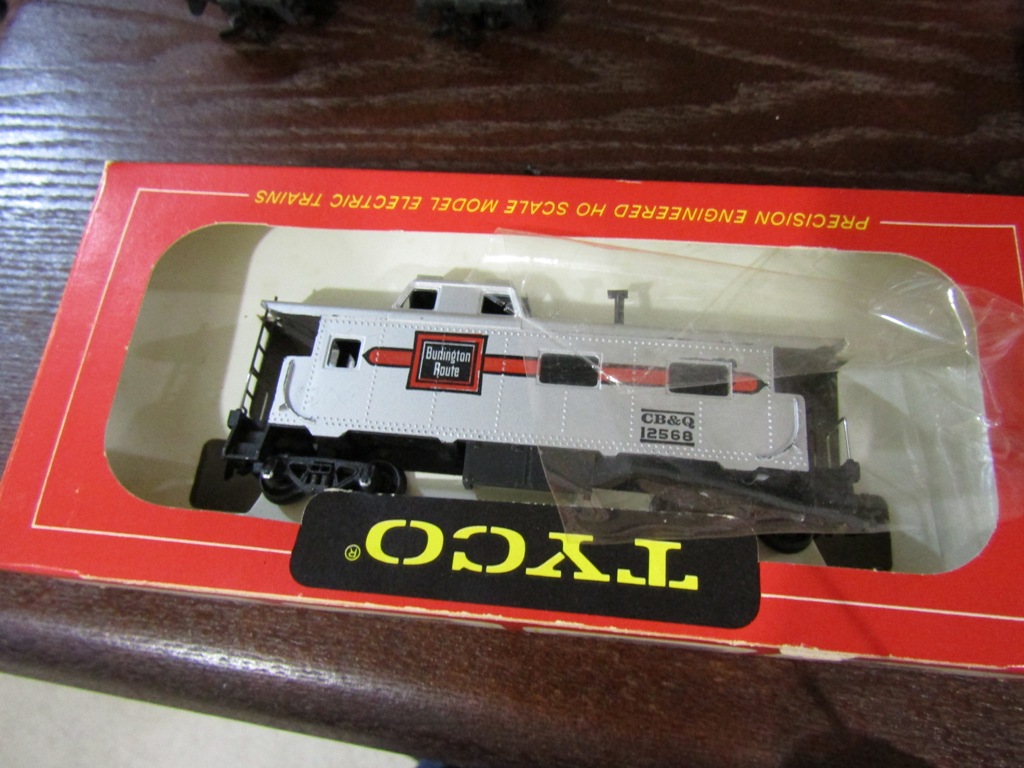 PRECISION ENGINEERED HO SCALE MODEL ELECTRIC TRAINS
Burlington
Route
CB&Q
12568
TYCO®